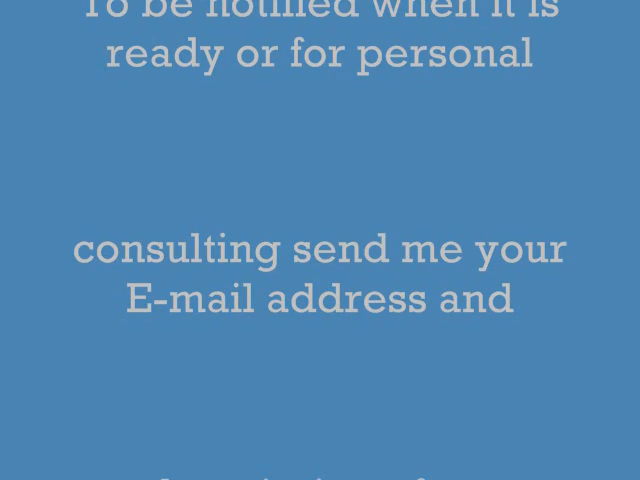 To be notified when it is
ready or for personal
consulting send me your
E-mail address and